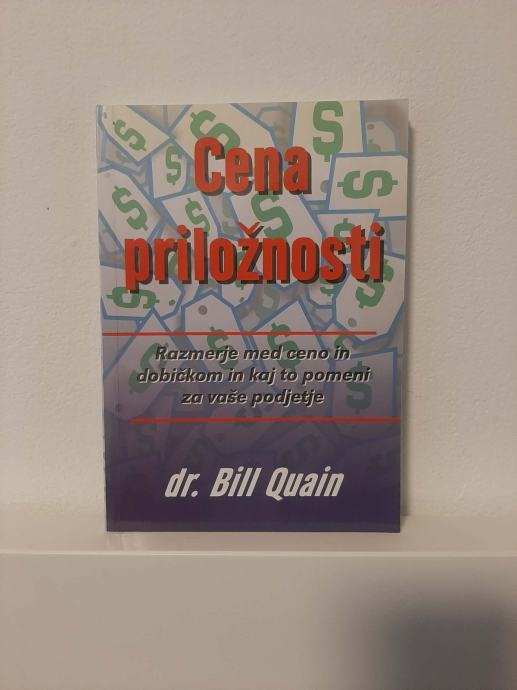 Cena
priložnosti
Razmerje med ceno in
dobičkom in kaj to pomeni
za vaše podjetje
dr. Bill Quain